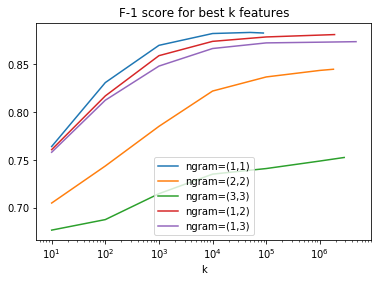 F-1 score for best k features
0.85
0.80
0.75
0.70
ngram=(1,1)
ngram=(2,2)
ngram=(3,3)
ngram=(1,2)
ngram=(1,3)
10¹ 10² 10³ 10⁴ 10⁵ 10⁶
k